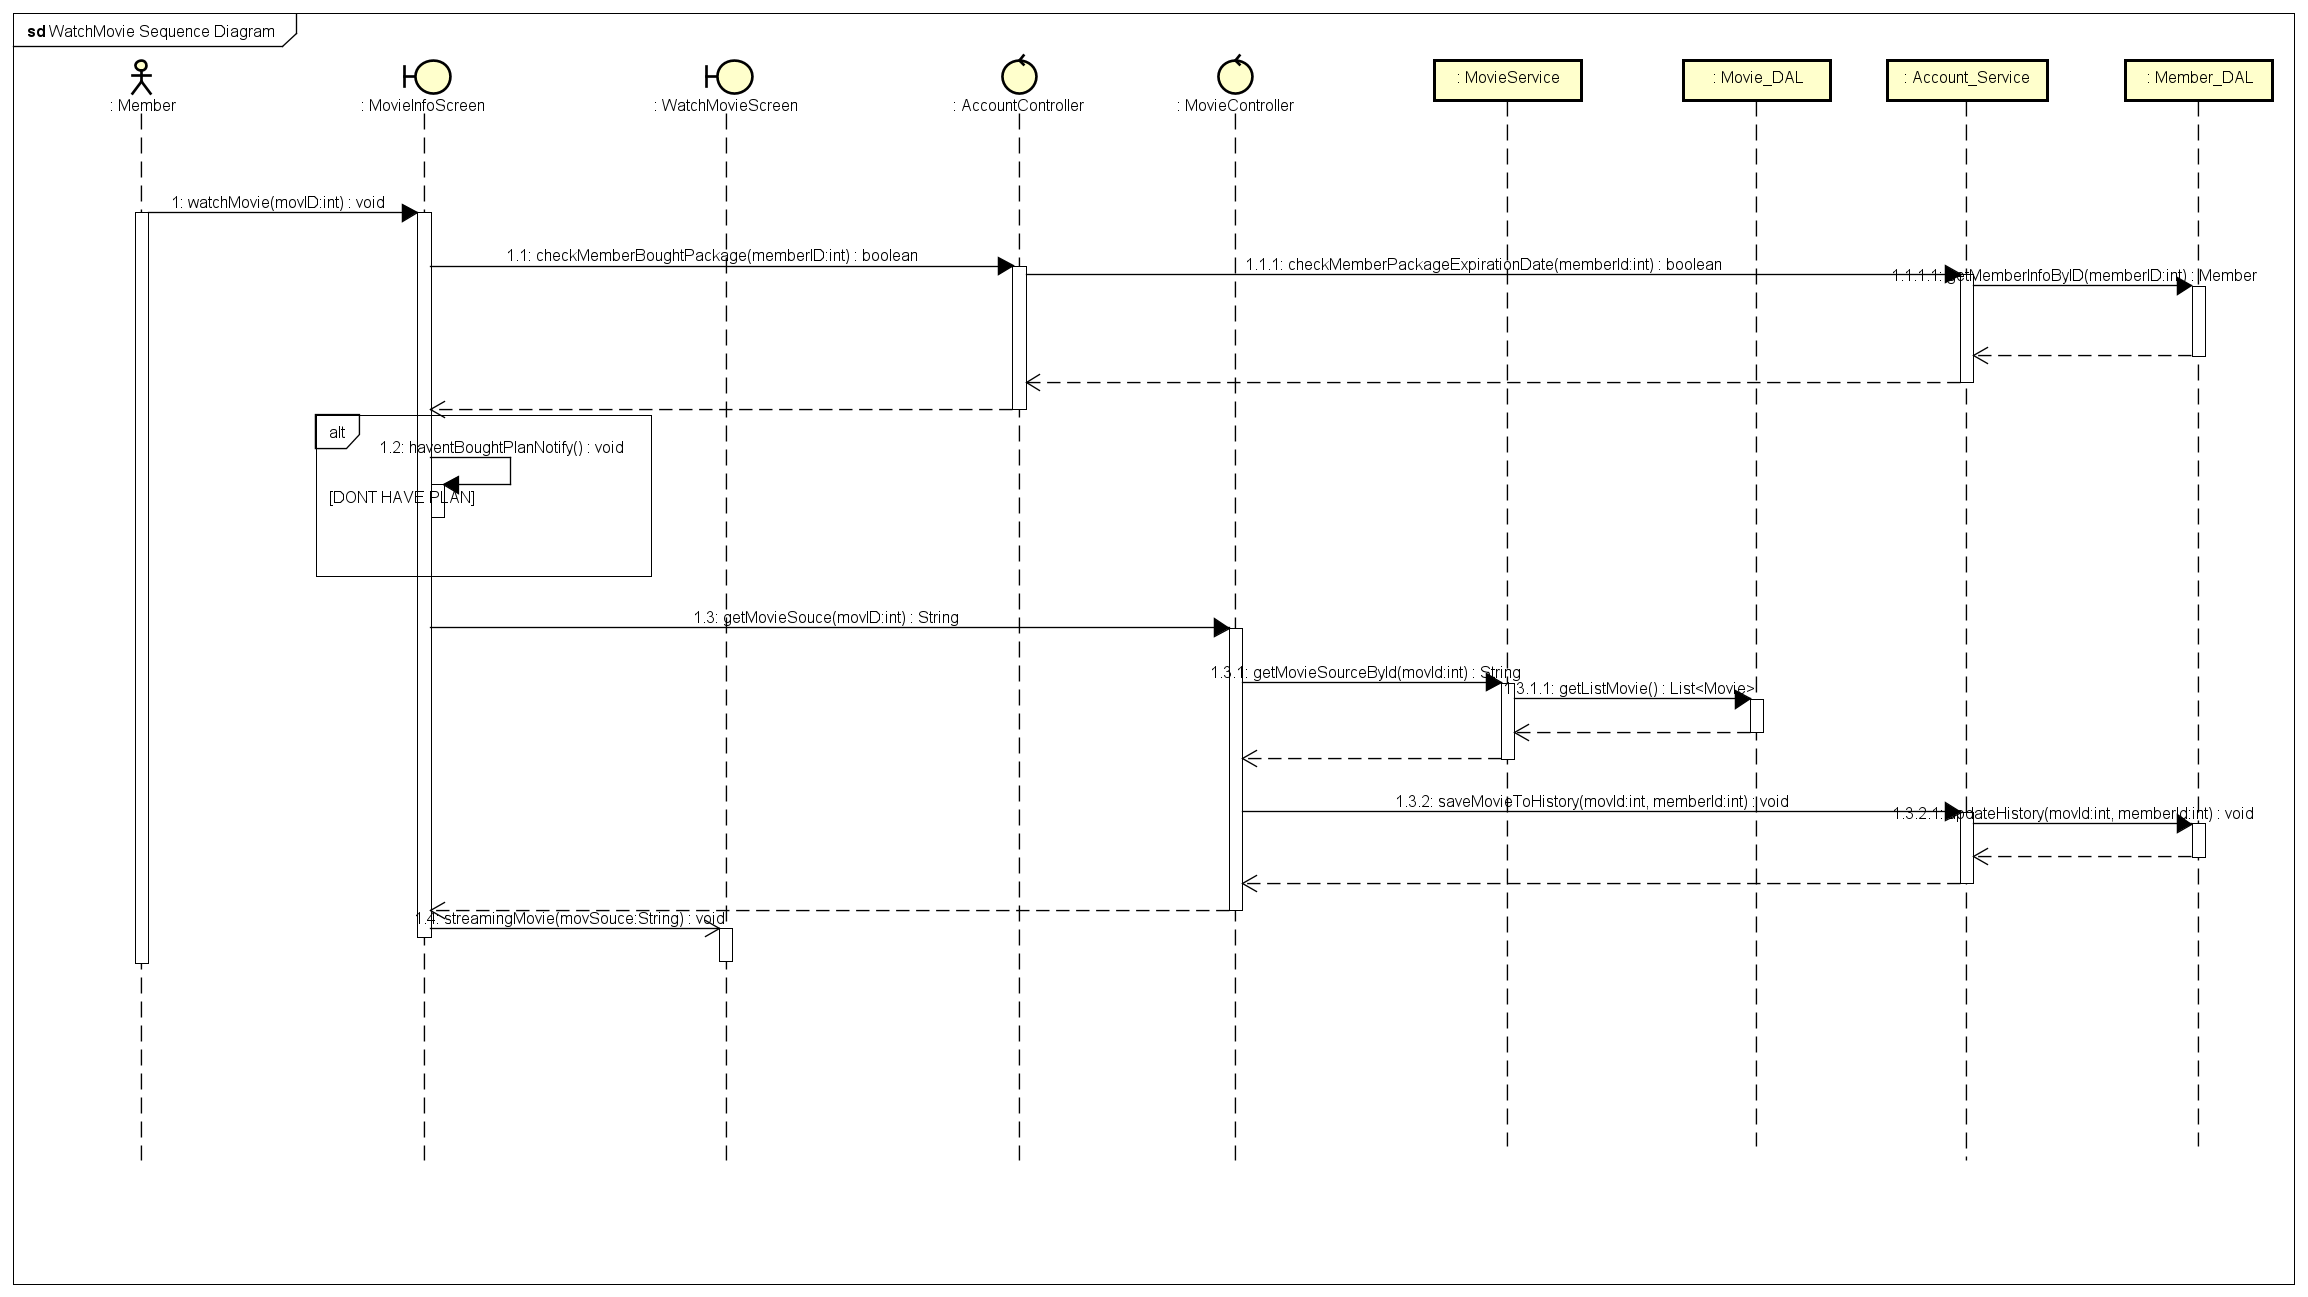 sd WatchMovie Sequence Diagram
: Member
: MovieInfoScreen
: WatchMovieScreen
: AccountController
: MovieController
: MovieService
: Movie_DAL
: Account_Service
: Member_DAL
1: watchMovie(movID:int) : void
1.1: checkMemberBoughtPackage(memberID:int) : boolean
1.1.1: checkMemberPackageExpirationDate(memberId:int) : boolean
1.1.1.1: getMemberInfoByID(memberID:int) : Member
alt
1.2: haventBoughtPlanNotify() : void
[DONT HAVE PLAN]
1.3: getMovieSouce(movID:int) : String
1.3.1: getMovieSourceById(movId:int) : String
1.3.1.1: getListMovie() : List<Movie>
1.3.2: saveMovieToHistory(movId:int, memberId:int) : void
1.3.2.1: updateHistory(movId:int, memberId:int) : void
1.4: streamingMovie(movSouce:String) : void